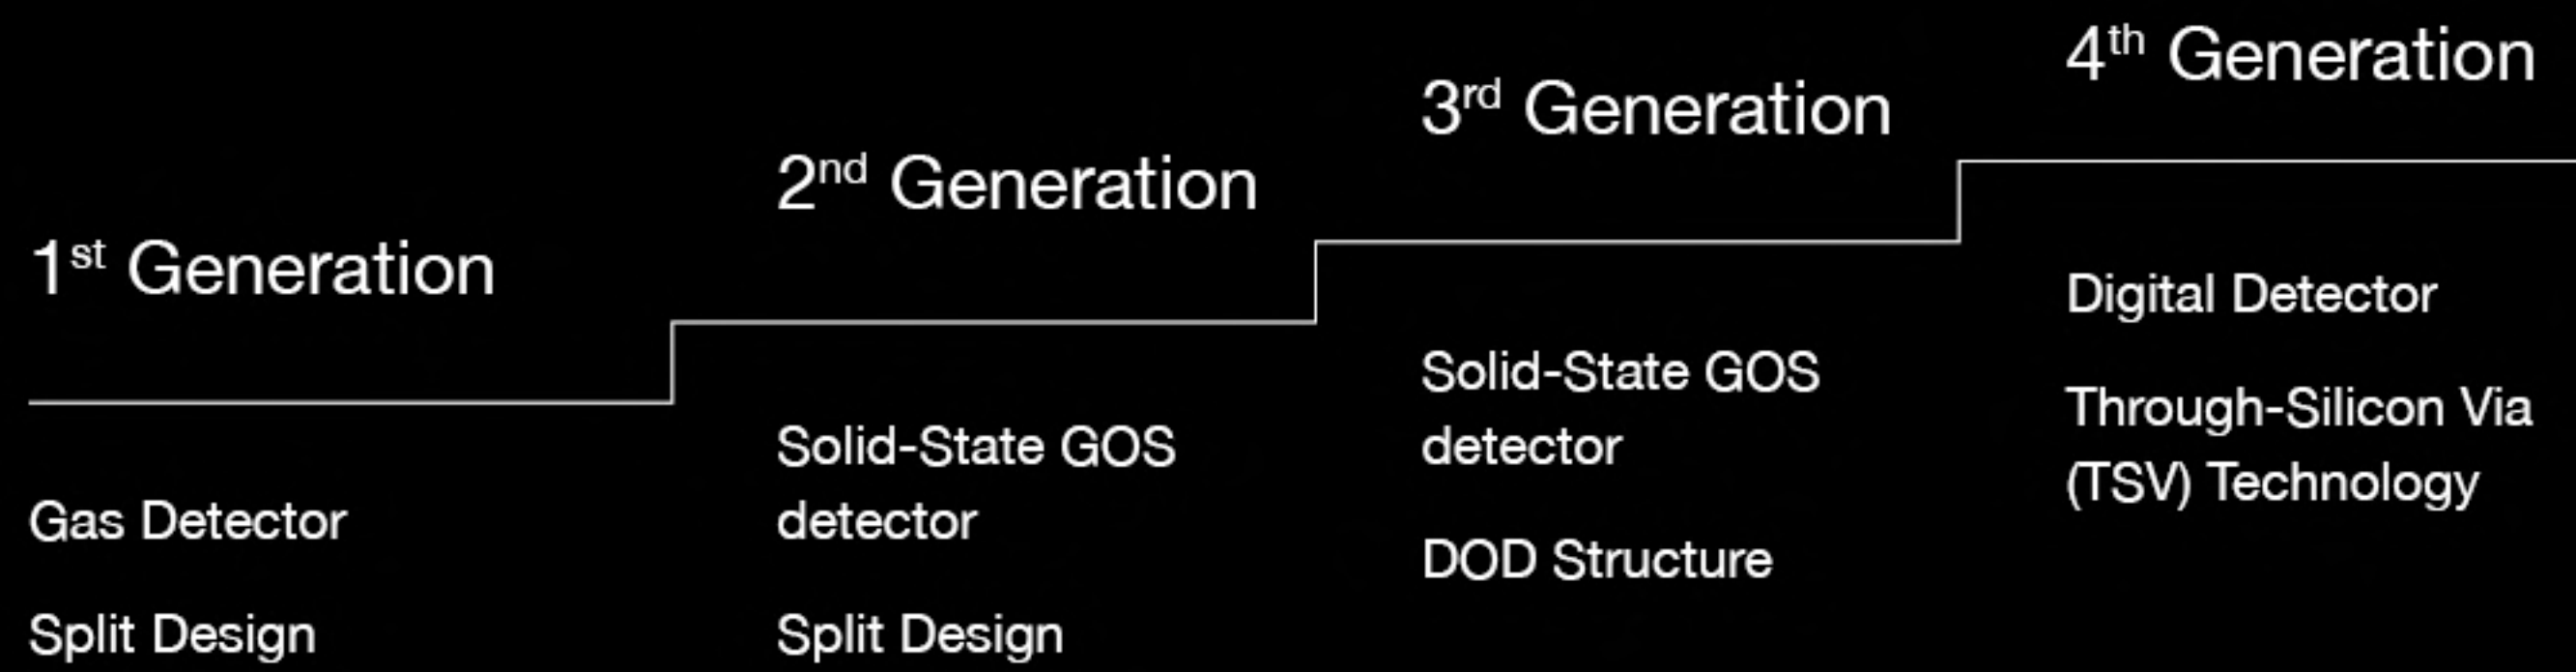 1st Generation
Gas Detector
Split Design
2nd Generation
Solid-State GOS
detector
Split Design
3rd Generation
Solid-State GOS
detector
DOD Structure
4th Generation
Digital Detector
Through-Silicon Via
(TSV) Technology